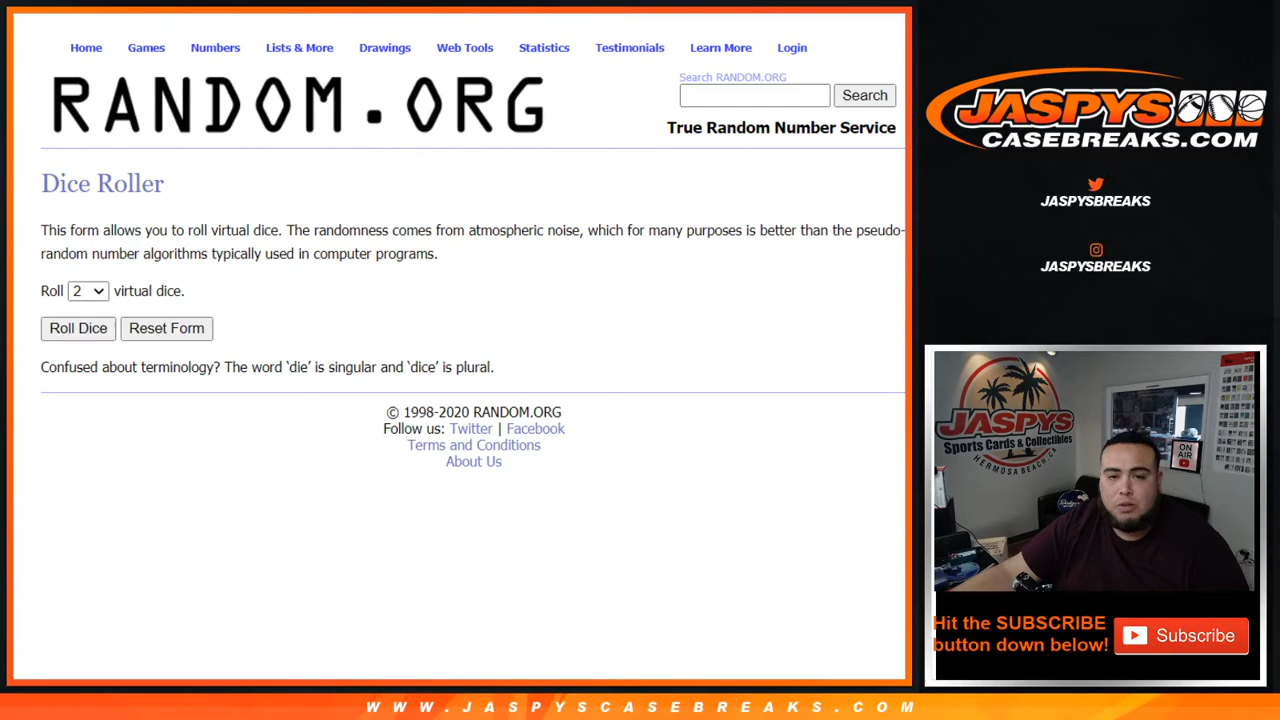 Home Games Numbers Lists & More Drawings Web Tools Statistics Testimonials Learn More Login
RANDOM.ORG
Search RANDOM.ORG
Search
True Random Number Service
Dice Roller
This form allows you to roll virtual dice. The randomness comes from atmospheric noise, which for many purposes is better than the pseudo-
random number algorithms typically used in computer programs.
Roll 2 virtual dice.
Roll Dice Reset Form
Confused about terminology? The word ‘die’ is singular and ‘dice’ is plural.
© 1998-2020 RANDOM.ORG
Follow us: Twitter | Facebook
Terms and Conditions
About Us
JASPYS
CASEBREAKS.COM
JASPYSBREAKS
JASPYSBREAKS
JASPYS
Sports Cards & Collectibles
HERMOSA BEACH, CA
ON
AIR
Hit the SUBSCRIBE
button down below!
Subscribe
WWW.JASPYSCASEBREAKS.COM